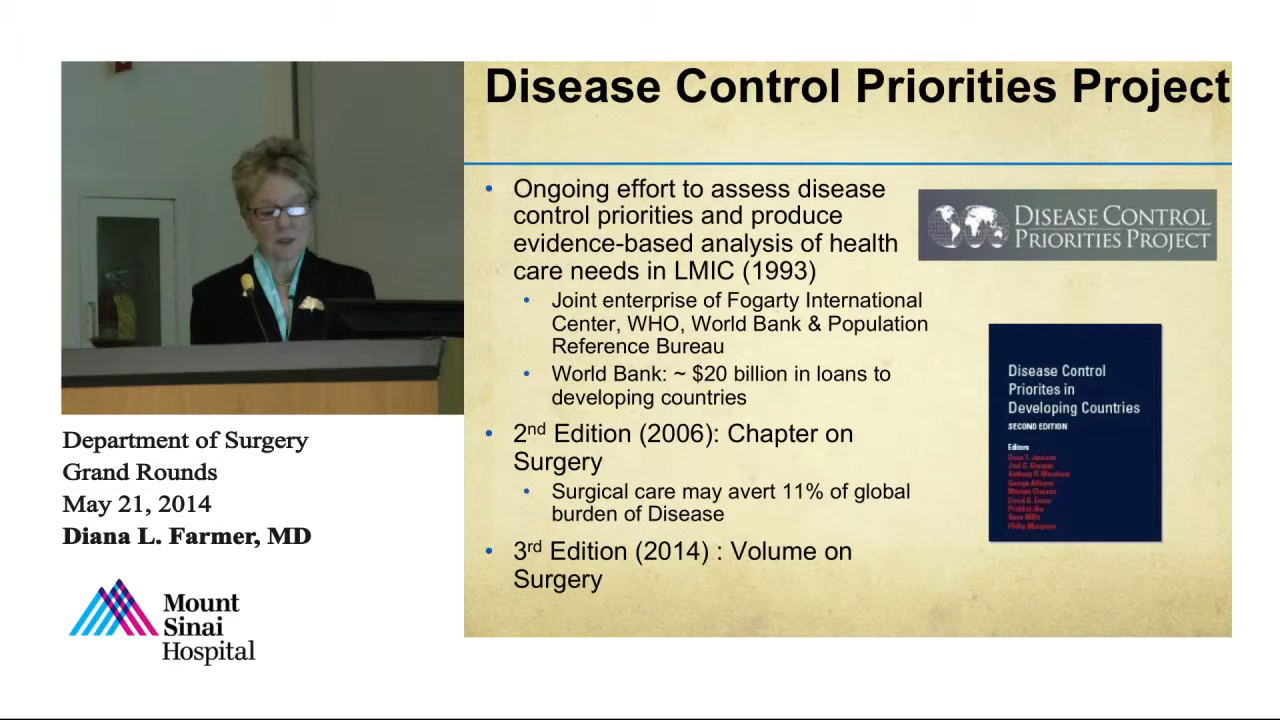 Disease Control Priorities Project
• Ongoing effort to assess disease
control priorities and produce
evidence-based analysis of health
care needs in LMIC (1993)
• Joint enterprise of Fogarty International
Center, WHO, World Bank & Population
Reference Bureau
• World Bank: ~ $20 billion in loans to
developing countries
• 2nd Edition (2006): Chapter on
Surgery
• Surgical care may avert 11% of global
burden of Disease
• 3rd Edition (2014) : Volume on
Surgery
DISEASE CONTROL
PRIORITIES PROJECT
Disease Control
Priorites in
Developing Countries
SECOND EDITION
Editors
Department of Surgery
Grand Rounds
May 21, 2014
Diana L. Farmer, MD
Mount
Sinai
Hospital